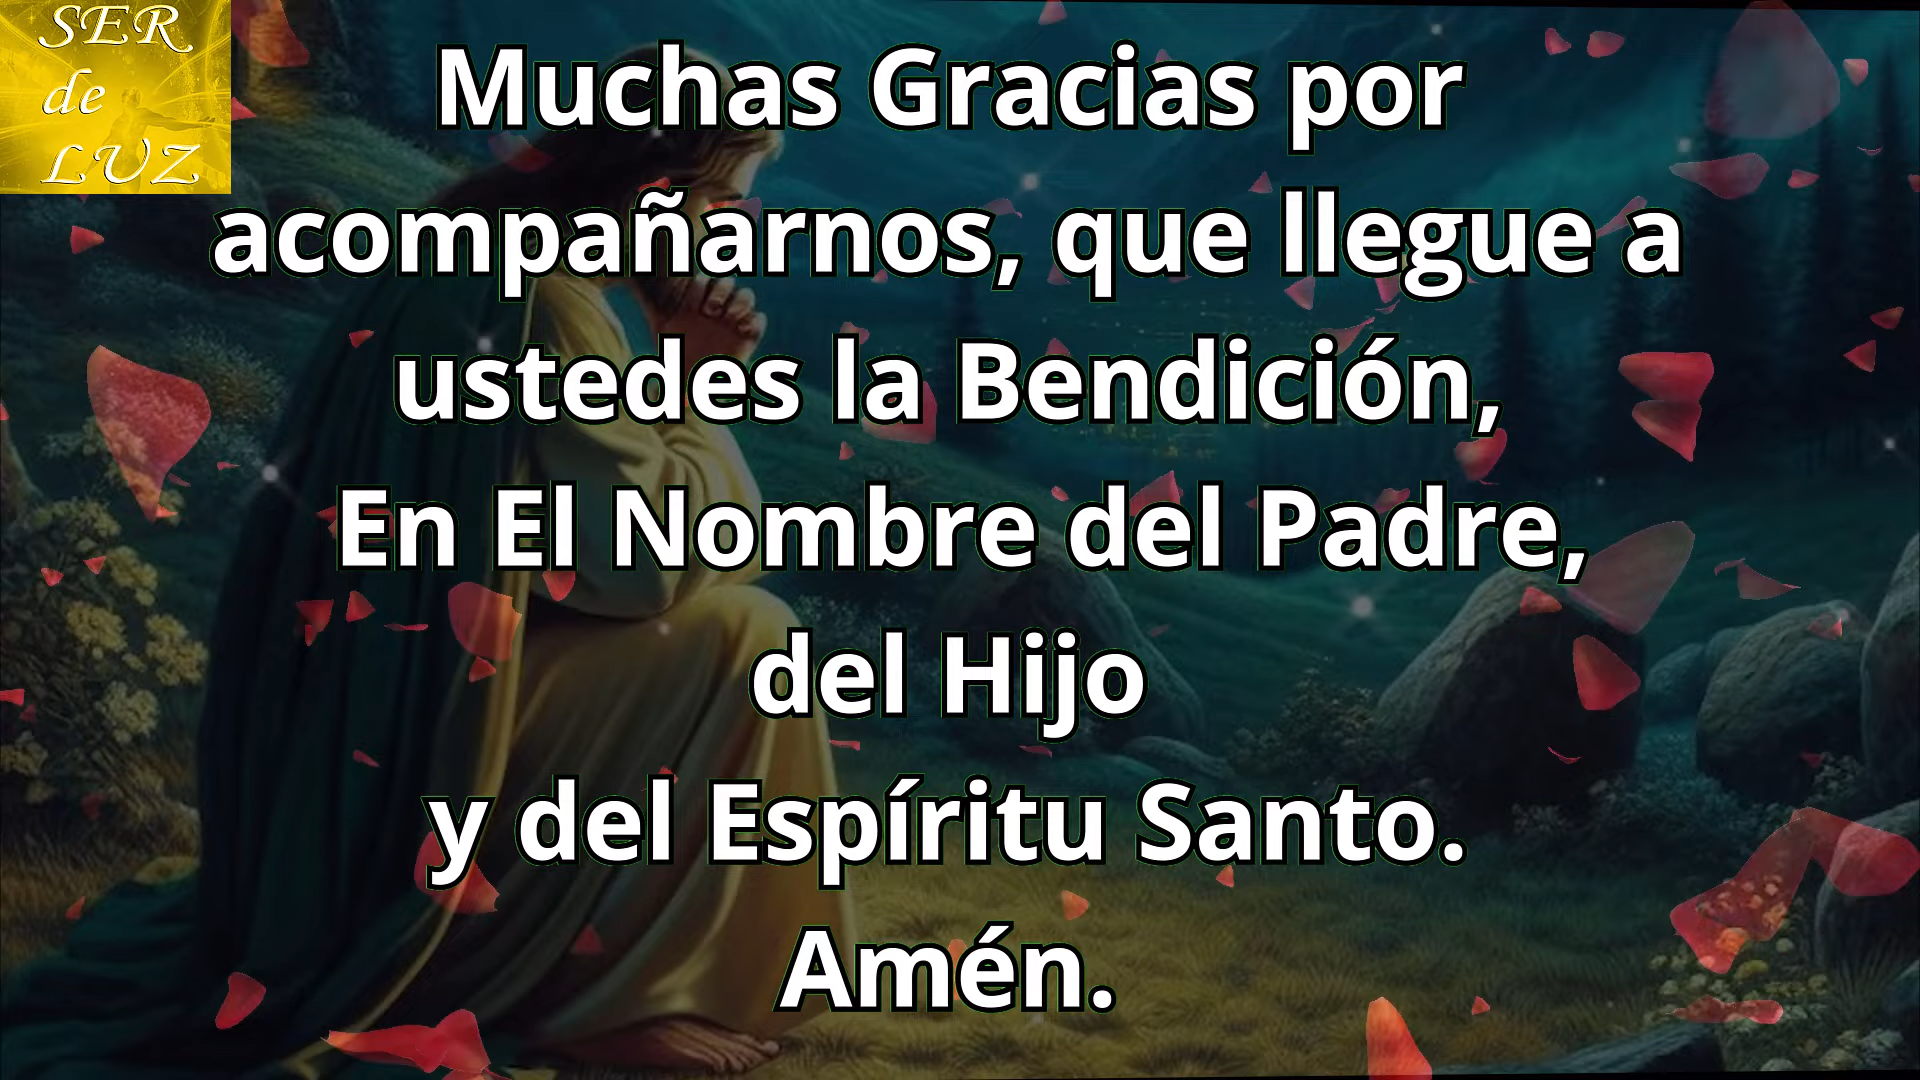 SER
de
LUZ
Muchas Gracias por
acompañarnos, que llegue a
ustedes la Bendición,
En El Nombre del Padre,
del Hijo
y del Espíritu Santo.
Amén.